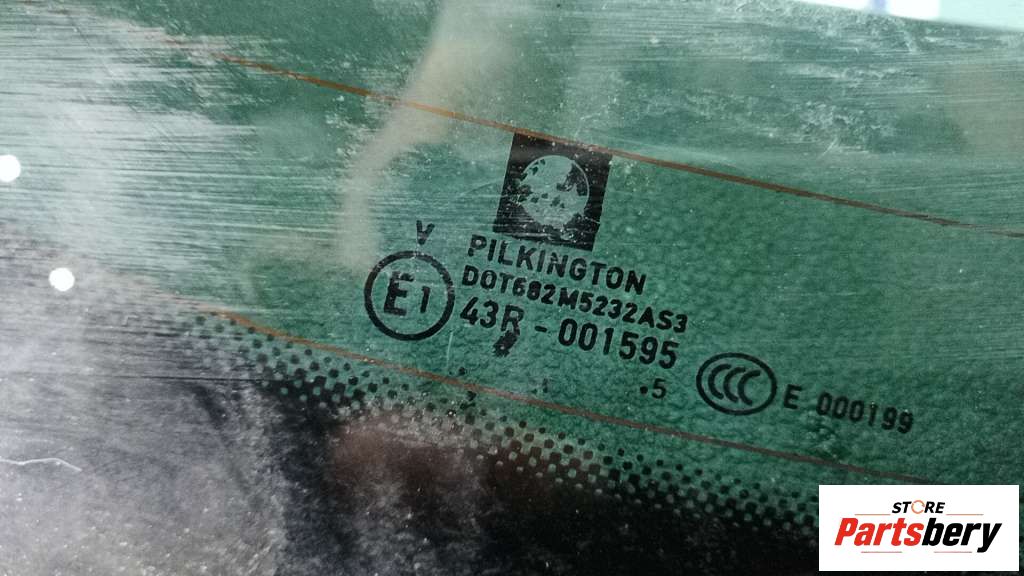 V
PILKINGTON
E1
DOT682M5232AS3
43R - 001595
.5
CCC E 000199
STORE
Partsbery